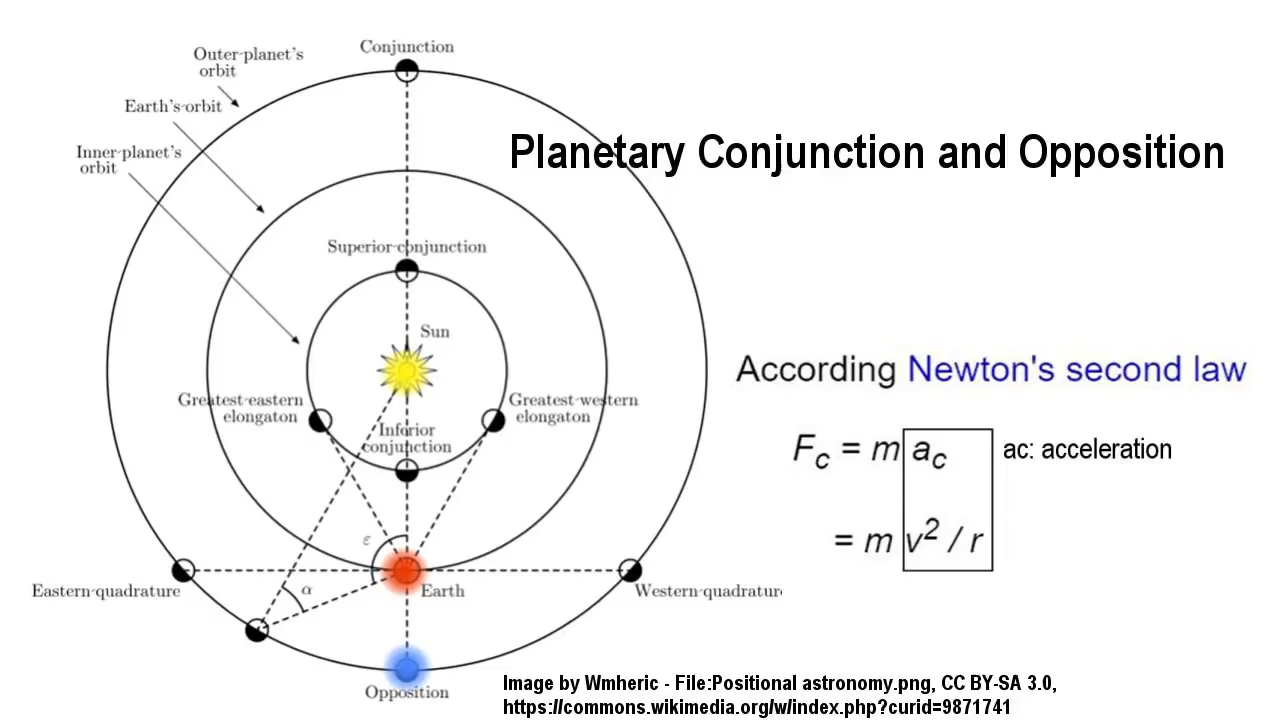 Conjunction
Outer-planet's
orbit
Earth's-orbit
Inner-planet's
orbit
Planetary Conjunction and Opposition
Superior-conjunction
Sun
According Newton's second law
Greatest-eastern
elongaton
Greatest-western
elongaton
Inferior
conjunction
Fc = m ac
ac: acceleration
= m v² / r
ε
α
Eastern-quadrature
Earth
Western-quadratur
Opposition
Image by Wmheric - File:Positional astronomy.png, CC BY-SA 3.0,
https://commons.wikimedia.org/w/index.php?curid=9871741